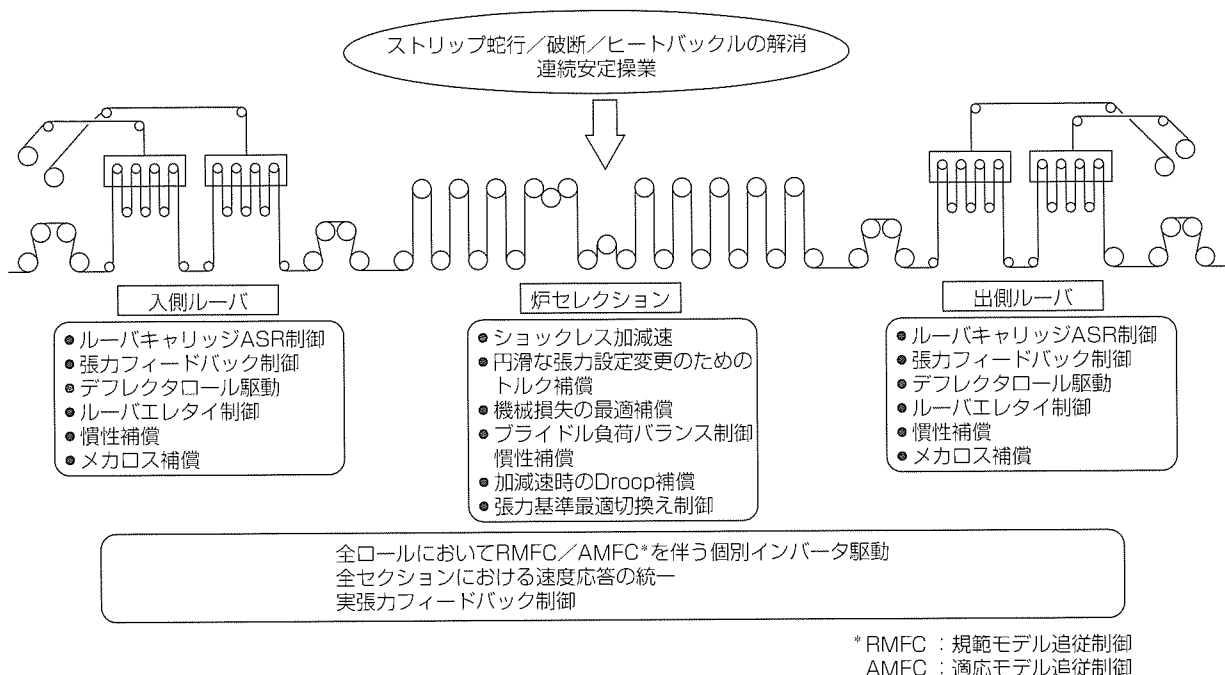 ストリップ蛇行／破断／ヒートバックルの解消
連続安定操業
入側ルーパ
炉セレクション
出側ルーパ
● ルーパキャリッジASR制御
● 張力フィードバック制御
● デフレクタロール駆動
● ルーパエレタイ制御
● 慣性補償
● メカロス補償
● ショックレス加減速
● 円滑な張力設定変更のための
トルク補償
● 機械損失の最適補償
● ブライドル負荷バランス制御
慣性補償
● 加減速時のDroop補償
● 張力基準最適切換え制御
● ルーパキャリッジASR制御
● 張力フィードバック制御
● デフレクタロール駆動
● ルーパエレタイ制御
● 慣性補償
● メカロス補償
全ロールにおいてRMFC／AMFC*を伴う個別インバータ駆動
全セクションにおける速度応答の統一
実張力フィードバック制御
*RMFC ：規範モデル追従制御
AMFC ：適応モデル追従制御